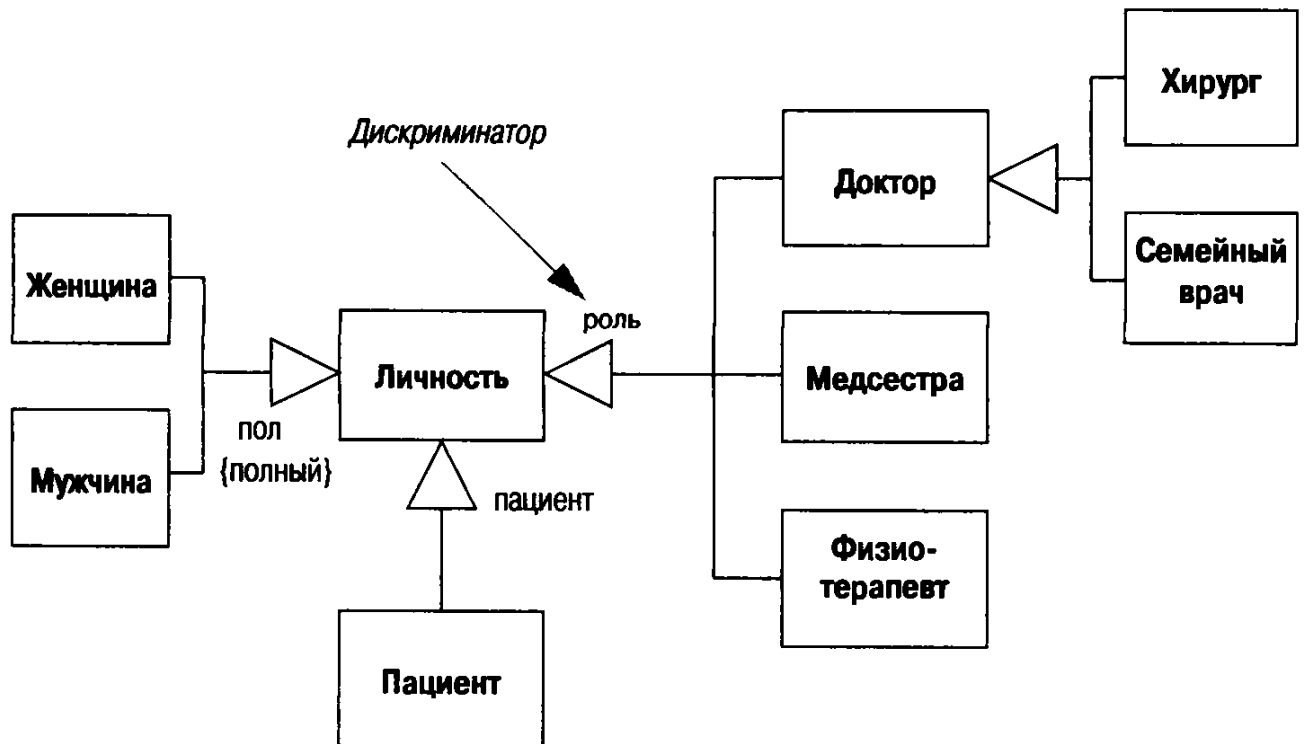 Хирург
Дискриминатор
Доктор
Семейный
врач
Женщина
роль
Личность
Медсестра
пол
{полный}
Мужчина
пациент
Физио-
терапевт
Пациент